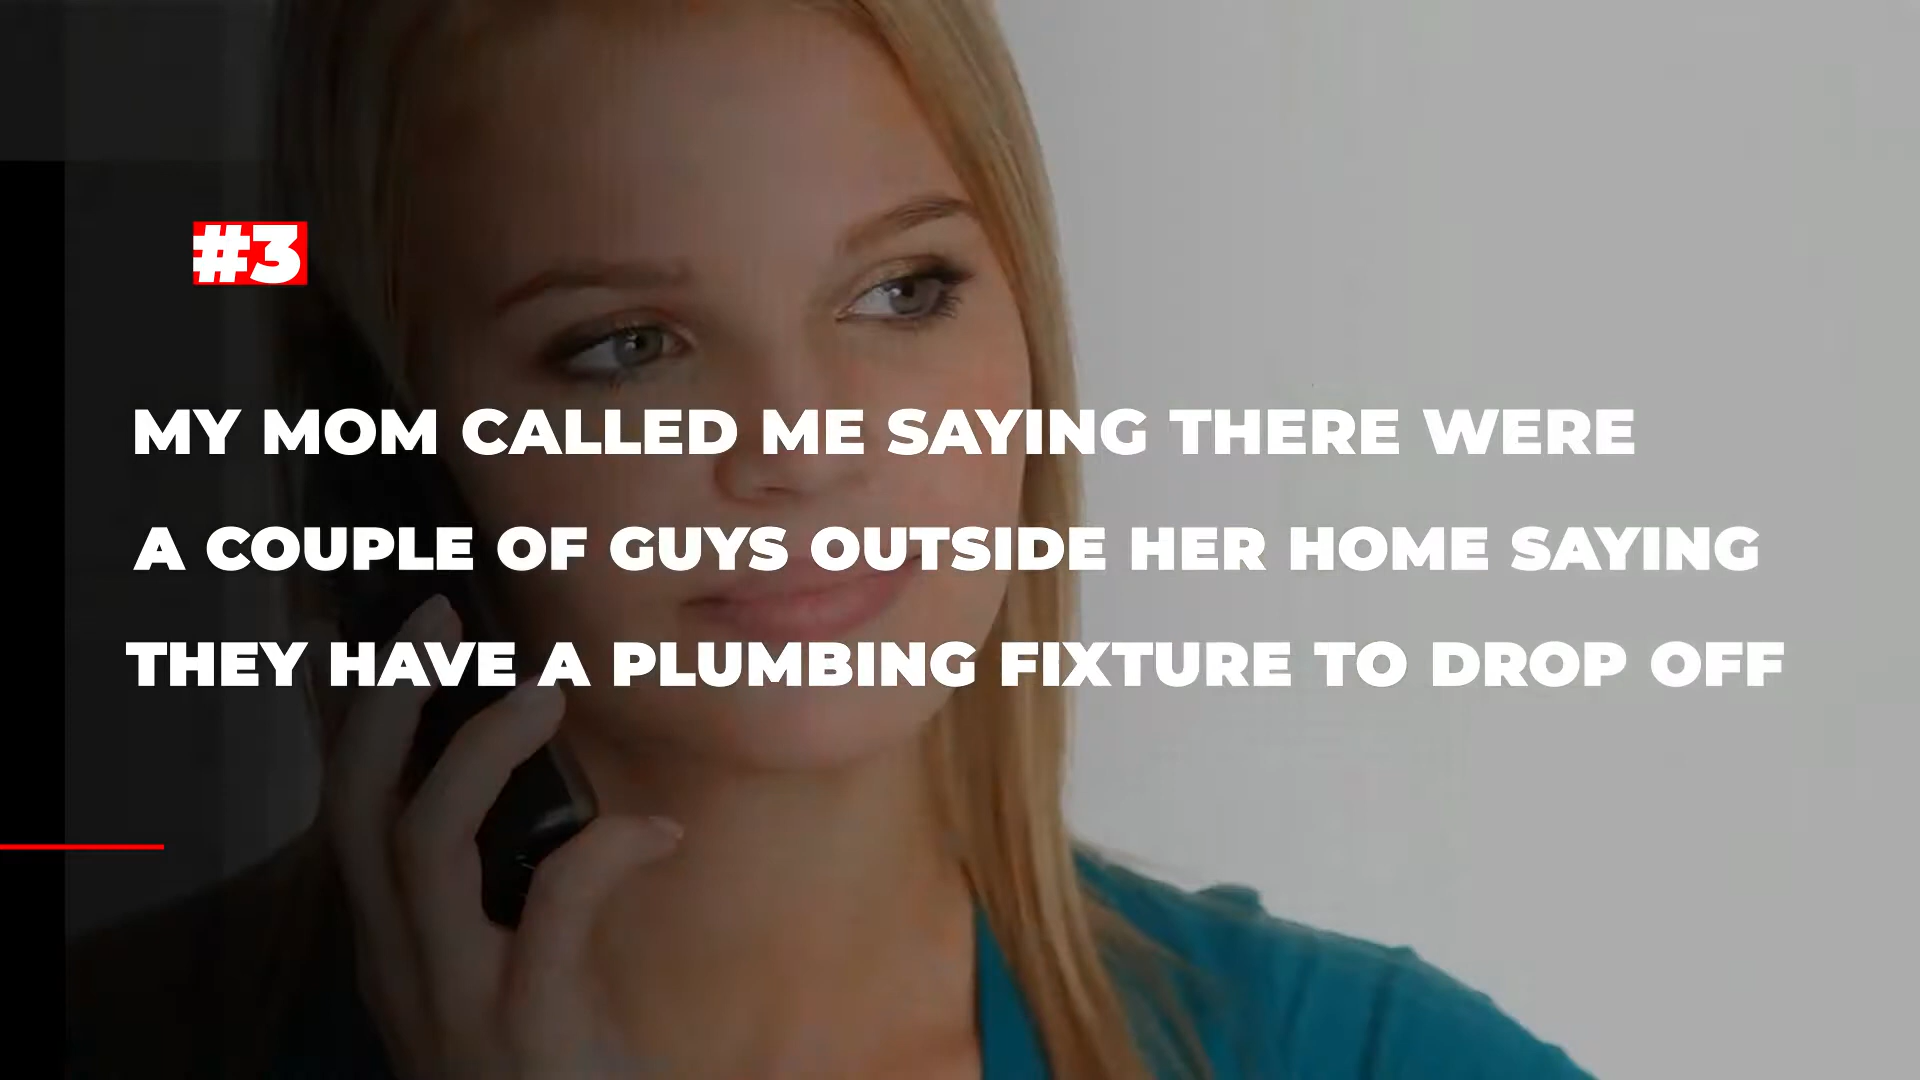 #3
MY MOM CALLED ME SAYING THERE WERE
A COUPLE OF GUYS OUTSIDE HER HOME SAYING
THEY HAVE A PLUMBING FIXTURE TO DROP OFF